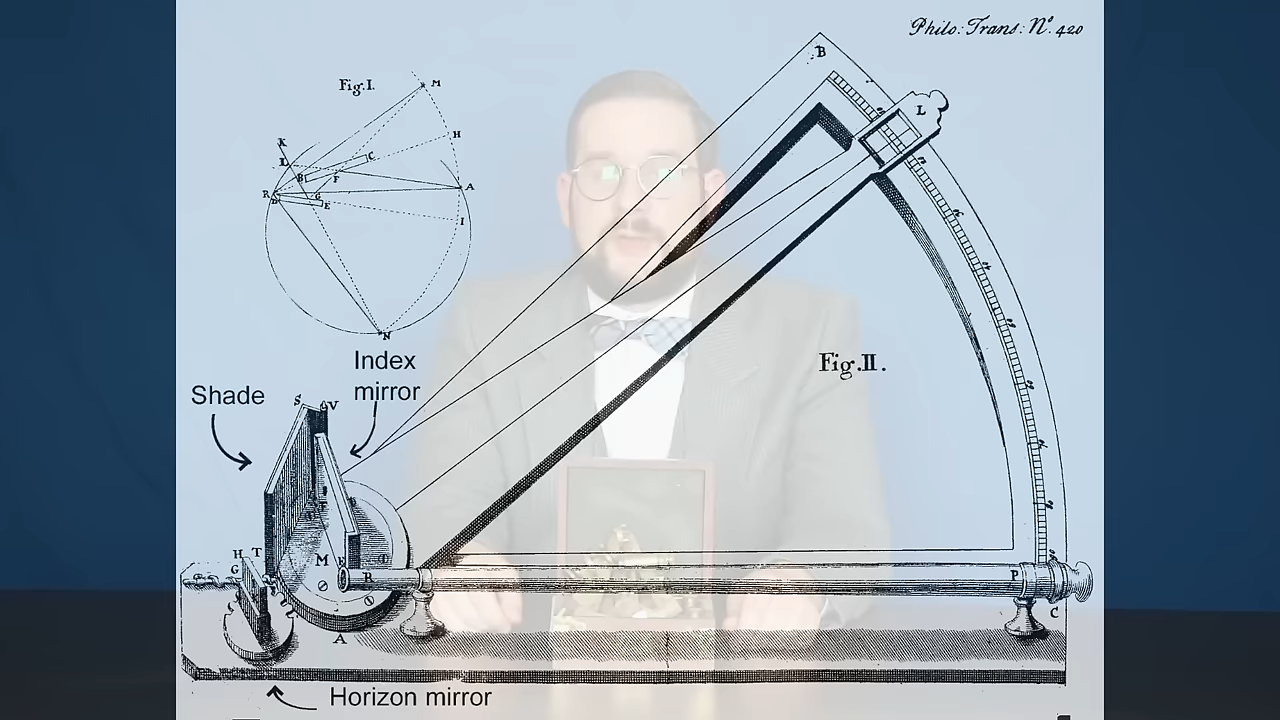 Philo: Trans: N.º 420
Fig.I.
M
H
K
L
C
B
F
R
A
D
G
E
I
N
B
L
Index
mirror
Shade
Fig.II.
S
V
H
T
G
M
R
P
C
A
Horizon mirror